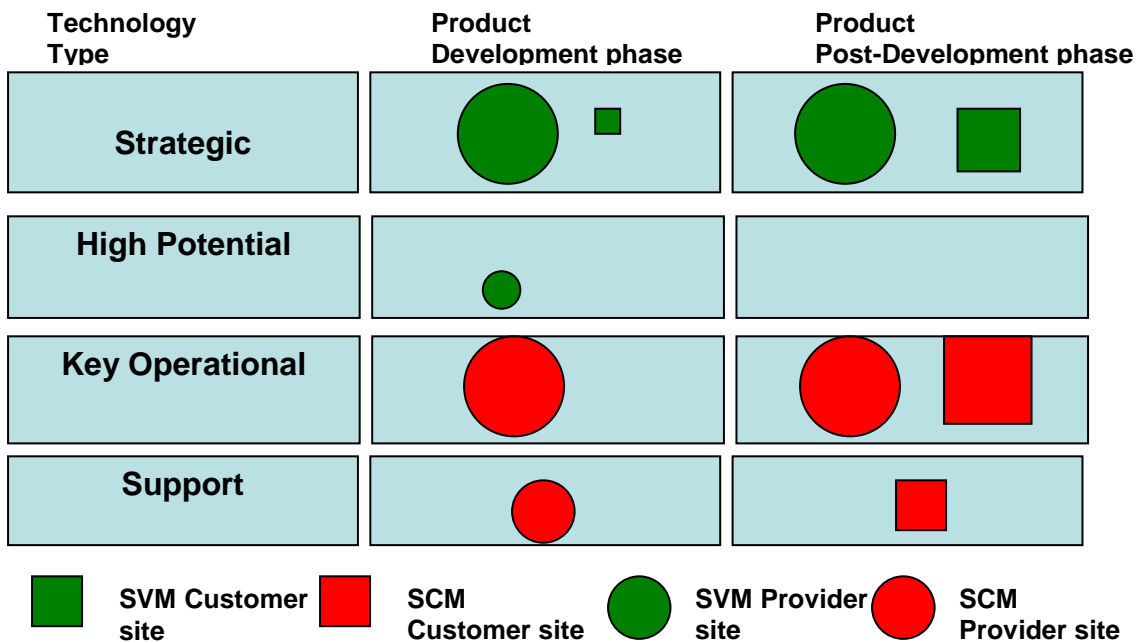 Technology
Type
Product
Development phase
Product
Post-Development phase
Strategic
High Potential
Key Operational
Support
SVM Customer
site
SCM
Customer site
SVM Provider
site
SCM
Provider site